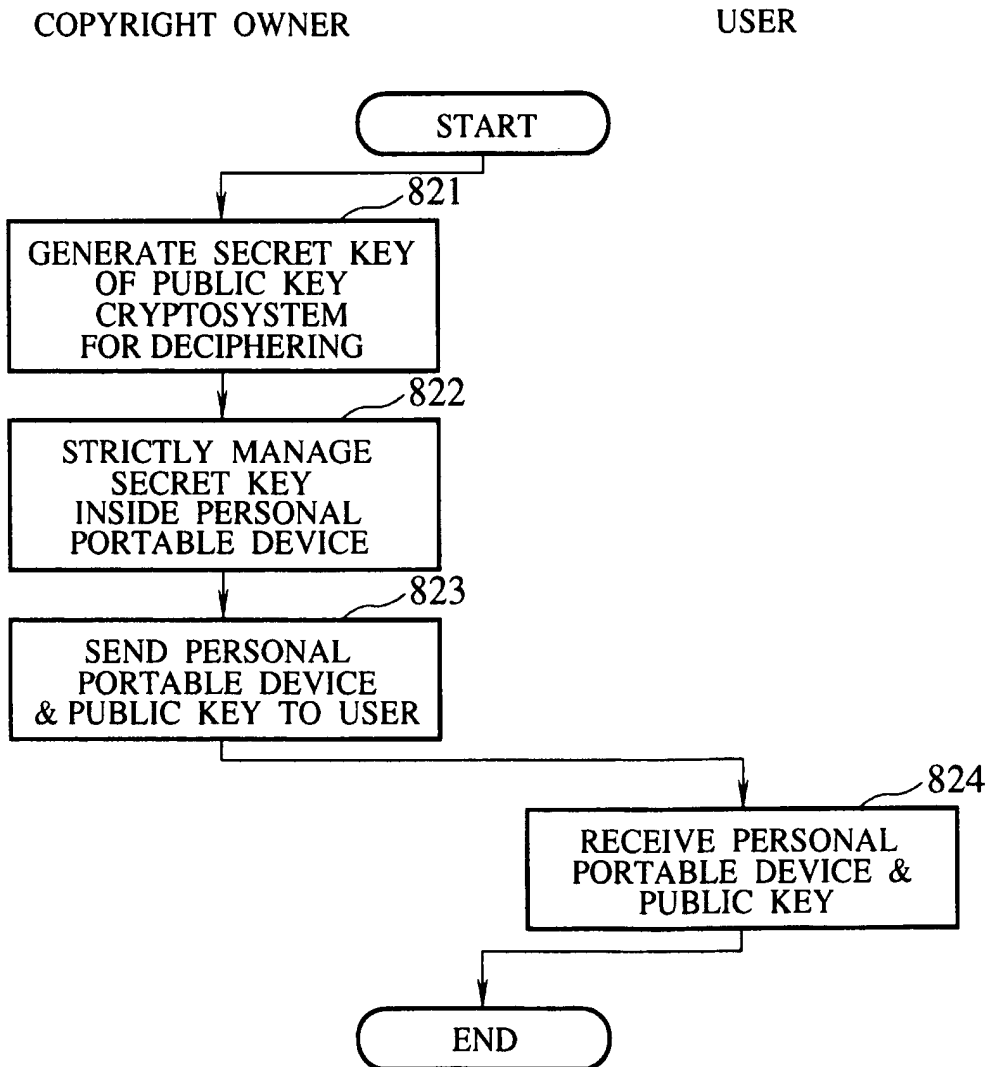 COPYRIGHT OWNER
USER
START
821
GENERATE SECRET KEY
OF PUBLIC KEY
CRYPTOSYSTEM
FOR DECIPHERING
822
STRICTLY MANAGE
SECRET KEY
INSIDE PERSONAL
PORTABLE DEVICE
823
SEND PERSONAL
PORTABLE DEVICE
& PUBLIC KEY TO USER
824
RECEIVE PERSONAL
PORTABLE DEVICE &
PUBLIC KEY
END